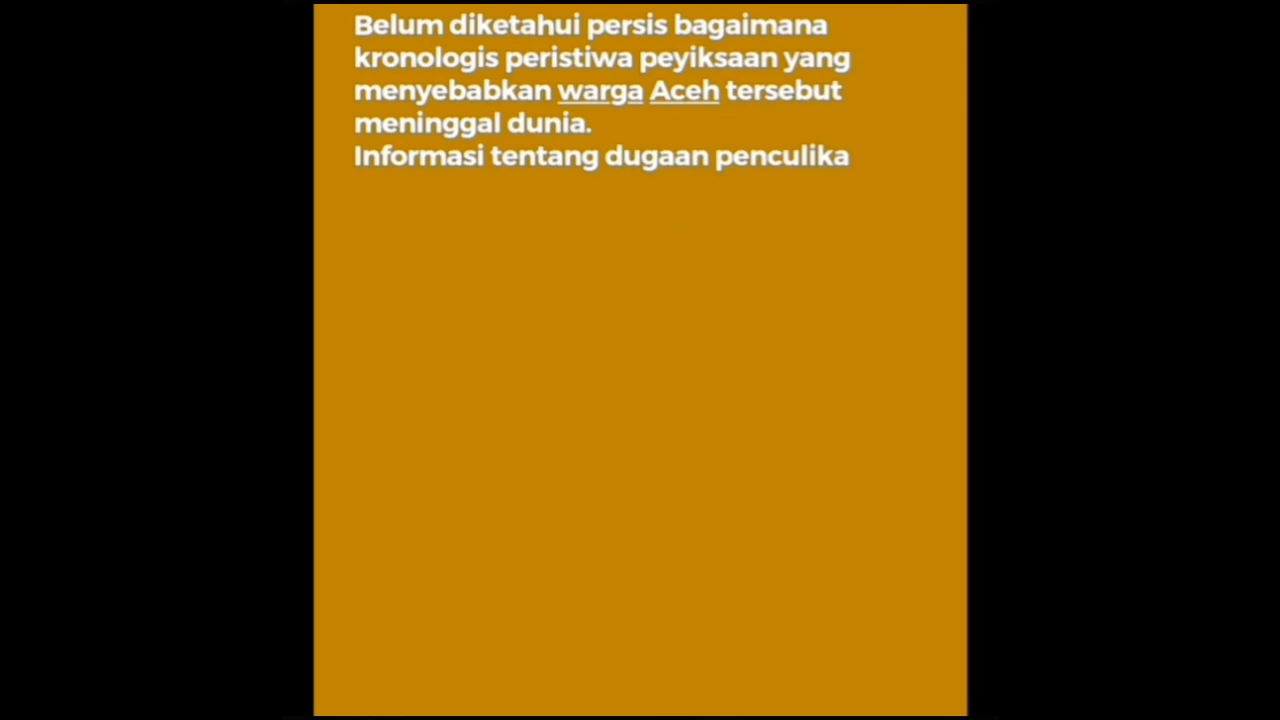 Belum diketahui persis bagaimana
kronologis peristiwa peyiksaan yang
menyebabkan warga Aceh tersebut
meninggal dunia.
Informasi tentang dugaan penculika